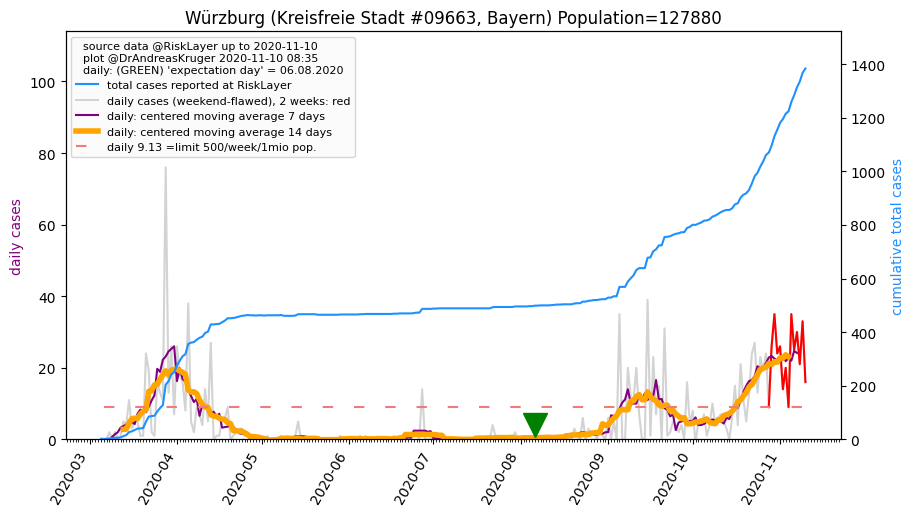 Würzburg (Kreisfreie Stadt #09663, Bayern) Population=127880
source data @RiskLayer up to 2020-11-10
plot @DrAndreasKruger 2020-11-10 08:35
daily: (GREEN) 'expectation day' = 06.08.2020
total cases reported at RiskLayer
daily cases (weekend-flawed), 2 weeks: red
daily: centered moving average 7 days
daily: centered moving average 14 days
daily 9.13 =limit 500/week/1mio pop.
daily cases
100
80
60
40
20
0
cumulative total cases
1400
1200
1000
800
600
400
200
0
2020-03
2020-04
2020-05
2020-06
2020-07
2020-08
2020-09
2020-10
2020-11